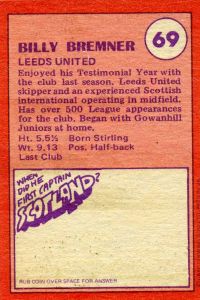 BILLY BREMNER
69
LEEDS UNITED
Enjoyed his Testimonial Year with
the club last season. Leeds United
skipper and an experienced Scottish
international operating in midfield.
Has over 500 League appearances
for the club. Began with Gowanhill
Juniors at home.
Ht. 5.5½ Born Stirling
Wt. 9.13 Pos. Half-back
Last Club
WHEN DID HE
FIRST CAPTAIN
SCOTLAND?
RUB COIN OVER SPACE FOR ANSWER